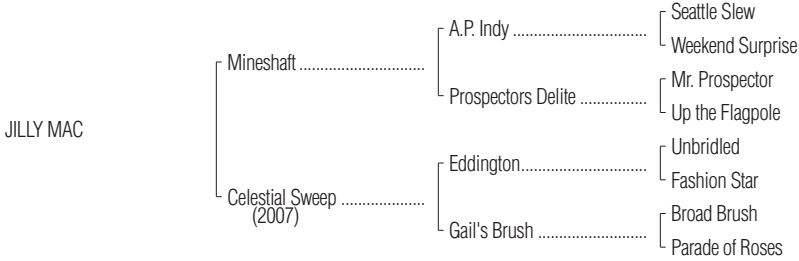 Seattle Slew
A.P. Indy ................................
Weekend Surprise
Mineshaft ..............................
Mr. Prospector
Prospectors Delite ................
Up the Flagpole
JILLY MAC
Unbridled
Eddington..............................
Fashion Star
Celestial Sweep ....................
(2007)
Broad Brush
Gail's Brush ..........................
Parade of Roses